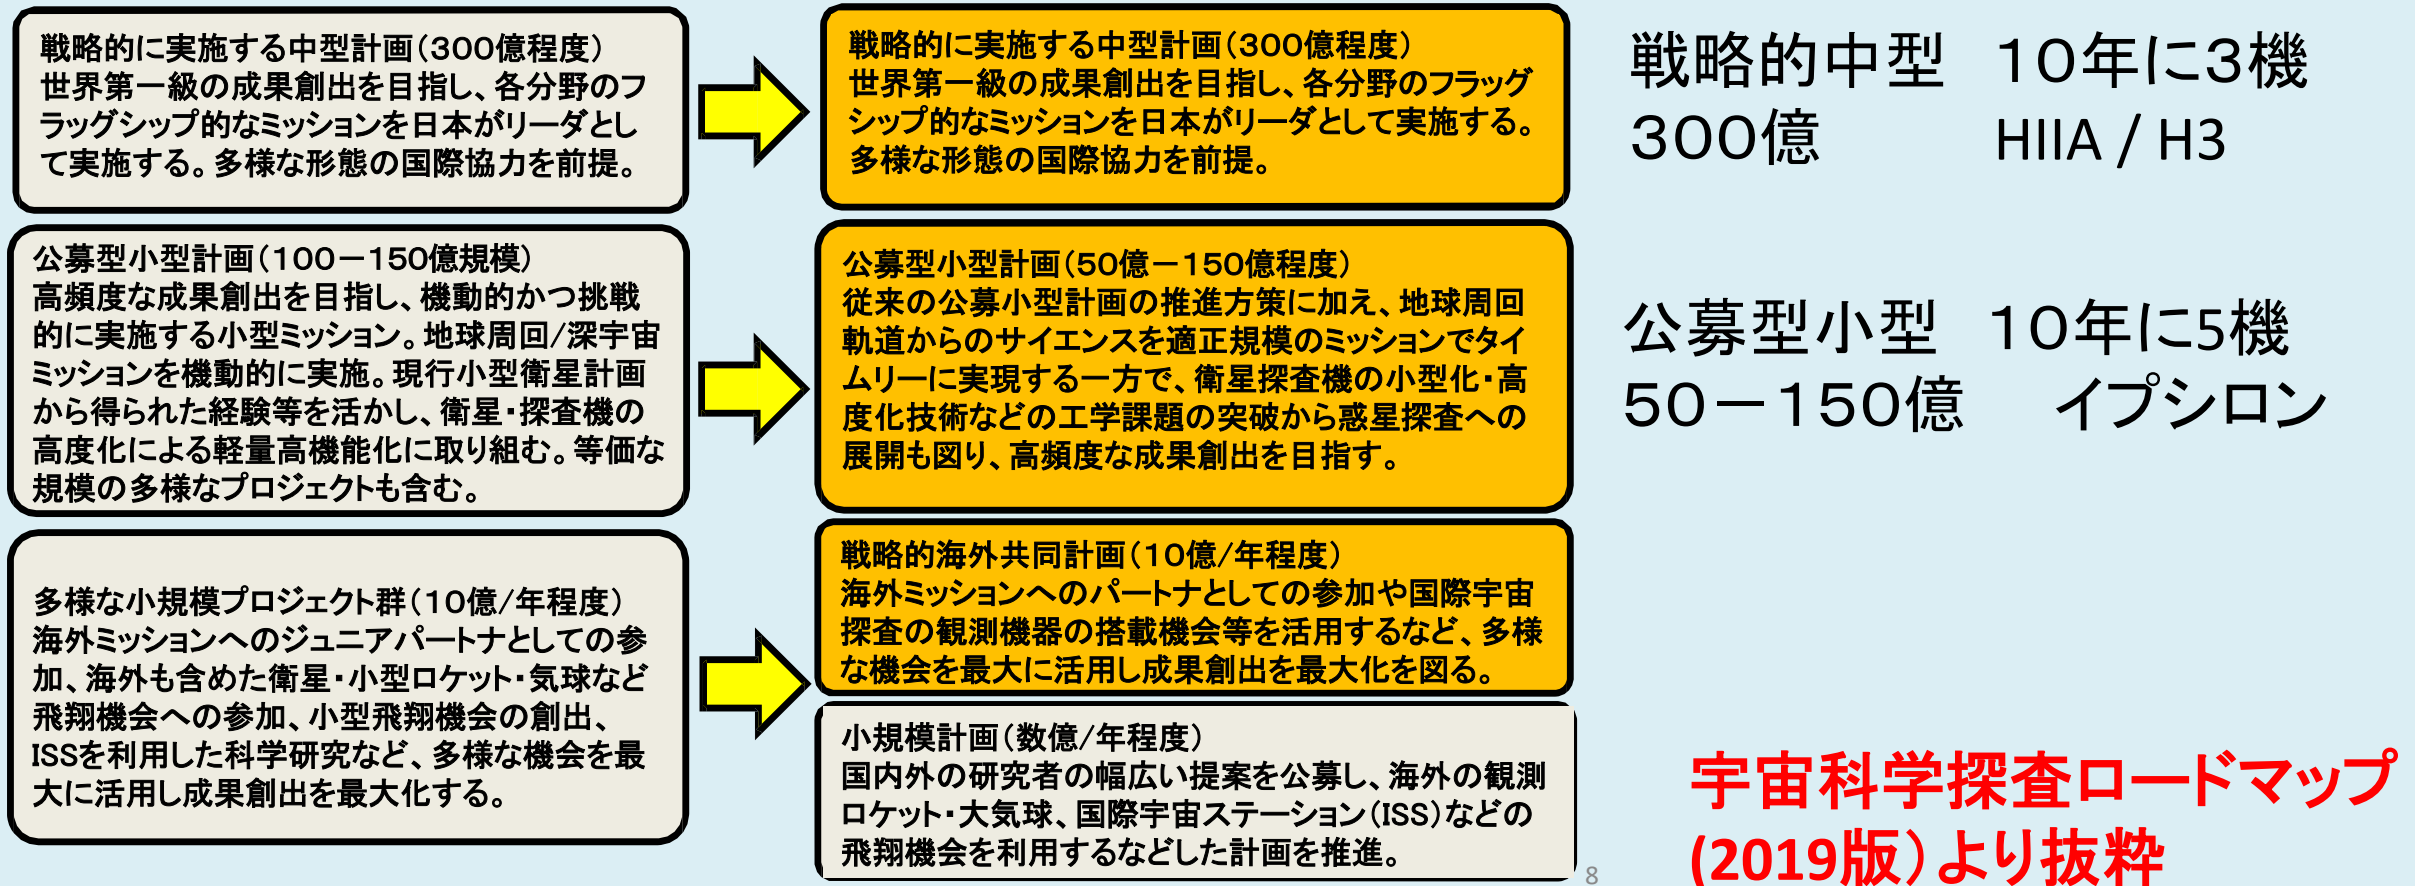 戦略的に実施する中型計画（300億程度）
世界第一級の成果創出を目指し、各分野のフ
ラッグシップ的なミッションを日本がリーダとし
て実施する。多様な形態の国際協力を前提。
戦略的に実施する中型計画（300億程度）
世界第一級の成果創出を目指し、各分野のフラッグ
シップ的なミッションを日本がリーダとして実施する。
多様な形態の国際協力を前提。
戦略的中型　10年に3機
300億　HIIA / H3
公募型小型計画（100－150億規模）
高頻度な成果創出を目指し、機動的かつ挑戦
的に実施する小型ミッション。地球周回/深宇宙
ミッションを機動的に実施。現行小型衛星計画
から得られた経験等を活かし、衛星・探査機の
高度化による軽量高機能化に取り組む。等価な
規模の多様なプロジェクトも含む。
公募型小型計画（50億－150億程度）
従来の公募小型計画の推進方策に加え、地球周回
軌道からのサイエンスを適正規模のミッションでタイ
ムリーに実現する一方で、衛星探査機の小型化・高
度化技術などの工学課題の突破から惑星探査への
展開も図り、高頻度な成果創出を目指す。
公募型小型　10年に5機
50－150億　イプシロン
多様な小規模プロジェクト群（10億/年程度）
海外ミッションへのジュニアパートナとしての参
加、海外も含めた衛星・小型ロケット・気球など
飛翔機会への参加、小型飛翔機会の創出、
ISSを利用した科学研究など、多様な機会を最
大に活用し成果創出を最大化する。
戦略的海外共同計画（10億/年程度）
海外ミッションへのパートナとしての参加や国際宇宙
探査の観測機器の搭載機会等を活用するなど、多様
な機会を最大に活用し成果創出を最大化を図る。
小規模計画（数億/年程度）
国内外の研究者の幅広い提案を公募し、海外の観測
ロケット・大気球、国際宇宙ステーション（ISS）などの
飛翔機会を利用するなどした計画を推進。
8
宇宙科学探査ロードマップ
(2019版）より抜粋